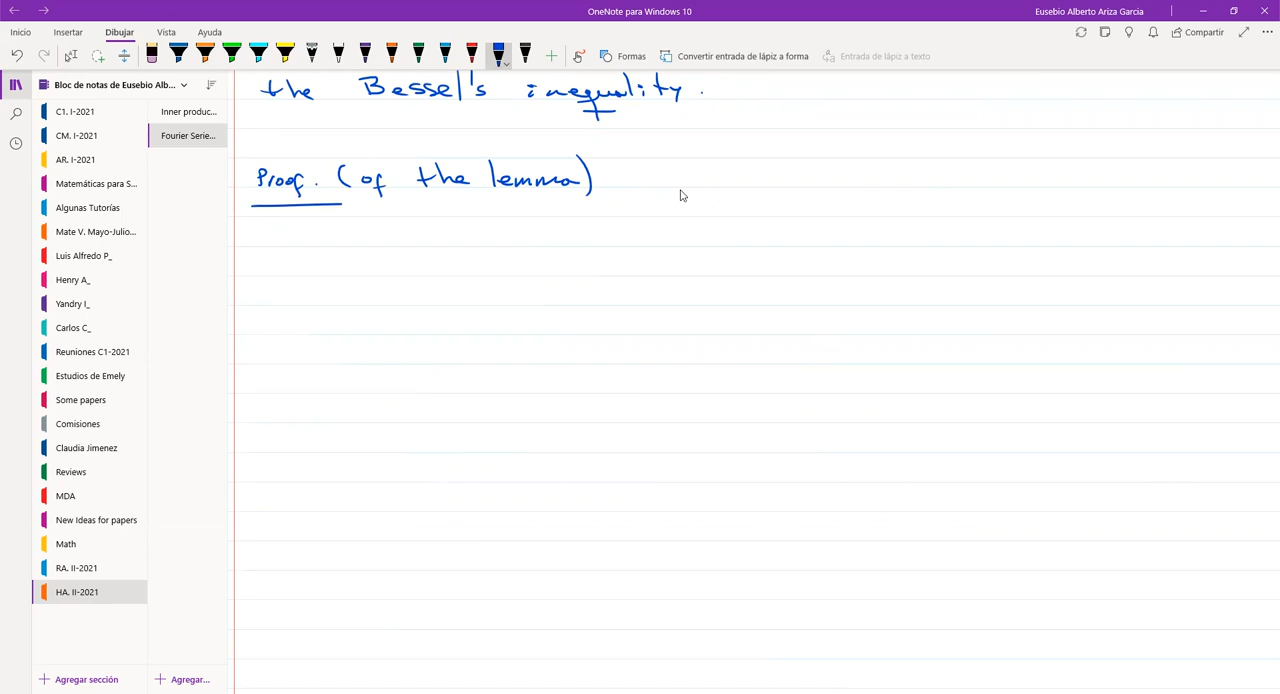 OneNote para Windows 10
Eusebio Alberto Ariza Garcia
Inicio Insertar Dibujar Vista Ayuda
Compartir
Formas Convertir entrada de lápiz a forma Entrada de lápiz a texto
Bloc de notas de Eusebio Alb...
C1. I-2021
CM. I-2021
AR. I-2021
Matemáticas para S...
Algunas Tutorías
Mate V. Mayo-Julio...
Luis Alfredo P_
Henry A_
Yandry I_
Carlos C_
Reuniones C1-2021
Estudios de Emely
Some papers
Comisiones
Claudia Jimenez
Reviews
MDA
New Ideas for papers
Math
RA. II-2021
HA. II-2021
Agregar sección
Inner produc...
Fourier Serie...
Agregar...
the Bessel's inequality.
Proof. (of the lemma)